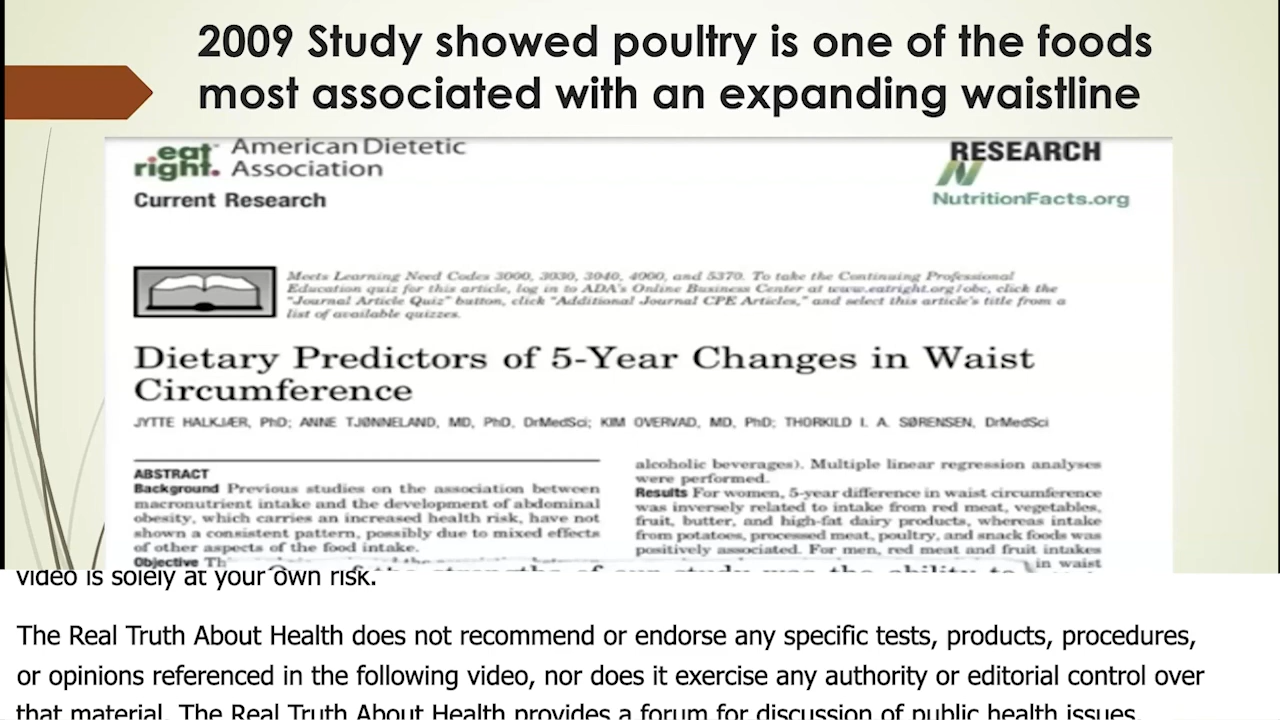 2009 Study showed poultry is one of the foods
most associated with an expanding waistline
eat right. American Dietetic
Association
RESEARCH
NutritionFacts.org
Current Research
Meets Learning Need Codes 3000, 3030, 3040, 4000, and 5370. To take the Continuing Professional
Education quiz for this article, log in to ADA's Online Business Center at www.eatright.org/obc, click the
"Journal Article Quiz" button, click "Additional Journal CPE Articles," and select this article's title from a
list of available quizzes.
Dietary Predictors of 5-Year Changes in Waist
Circumference
JYTTE HALKJÆR, PhD; ANNE TJØNNELAND, MD, PhD, DrMedSci; KIM OVERVAD, MD, PhD; THORKILD I. A. SØRENSEN, DrMedSci
ABSTRACT
Background Previous studies on the association between
macronutrient intake and the development of abdominal
obesity, which carries an increased health risk, have not
shown a consistent pattern, possibly due to mixed effects
of other aspects of the food intake.
Objective
alcoholic beverages). Multiple linear regression analyses
were performed.
Results For women, 5-year difference in waist circumference
was inversely related to intake from red meat, vegetables,
fruit, butter, and high-fat dairy products, whereas intake
from potatoes, processed meat, poultry, and snack foods was
positively associated. For men, red meat and fruit intakes
in waist
of our study was the ability to
video is solely at your own risk.
The Real Truth About Health does not recommend or endorse any specific tests, products, procedures,
or opinions referenced in the following video, nor does it exercise any authority or editorial control over
that material. The Real Truth About Health provides a forum for discussion of public health issues.